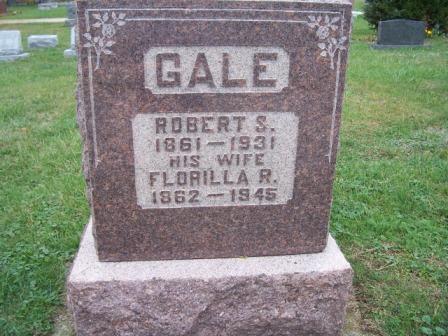 GALE
ROBERT S.
1861 – 1931
HIS WIFE
FLORILLA R.
1862 – 1945